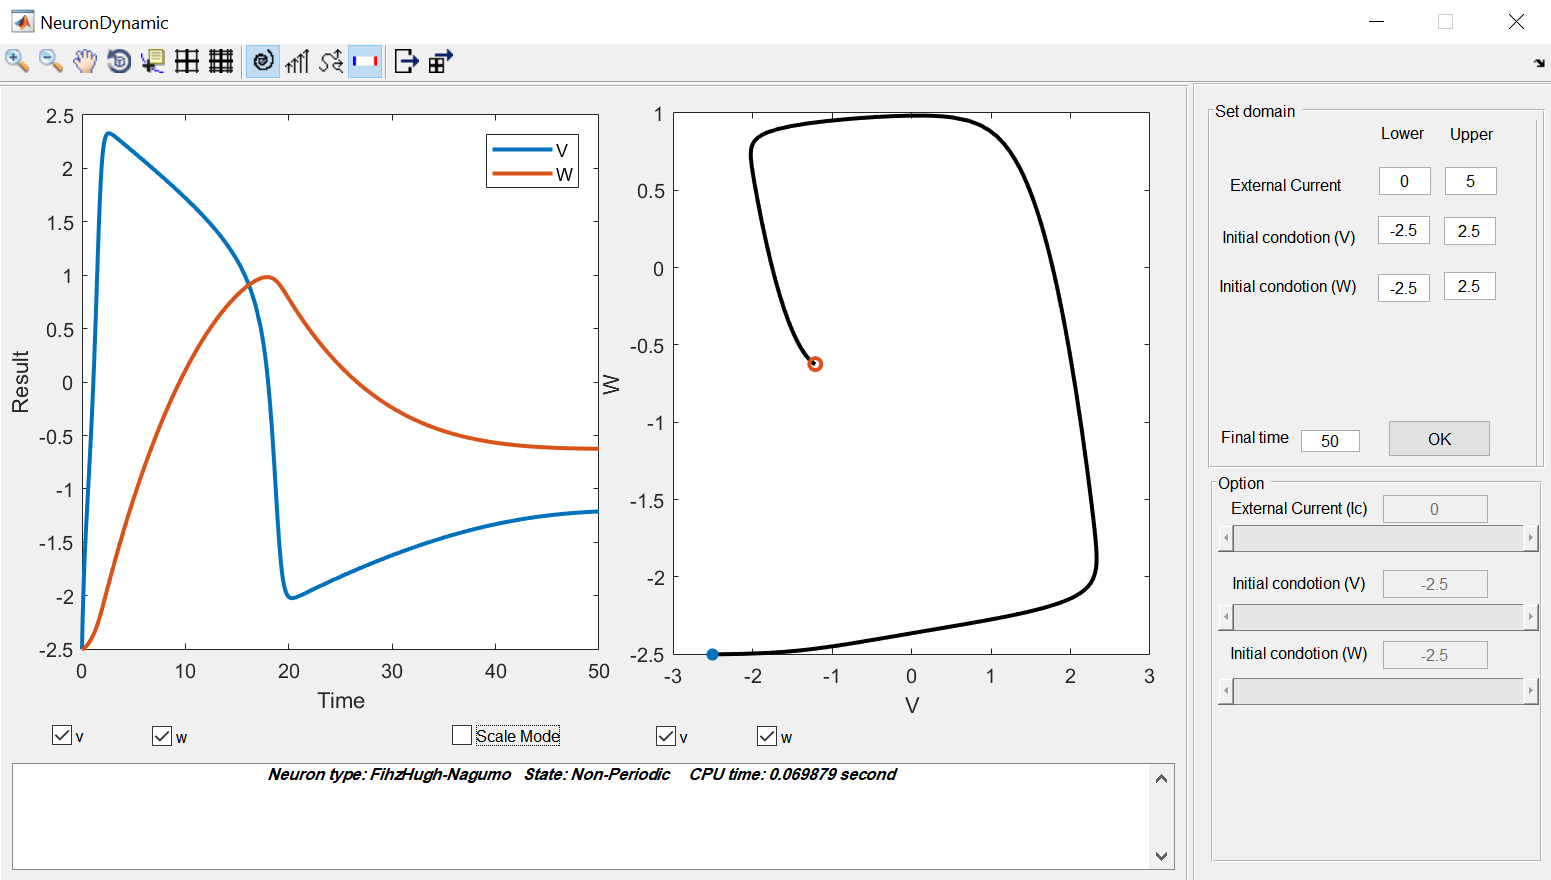 NeuronDynamic
2.5
2
1.5
1
0.5
0
-0.5
-1
-1.5
-2
-2.5
Result
0 10 20 30 40 50
Time
V
W
1
0.5
0
-0.5
-1
-1.5
-2
-2.5
W
-3 -2 -1 0 1 2 3
V
v w Scale Mode v w
Neuron type: FihzHugh-Nagumo State: Non-Periodic CPU time: 0.069879 second
Set domain
Lower Upper
External Current 0 5
Initial condotion (V) -2.5 2.5
Initial condotion (W) -2.5 2.5
Final time 50 OK
Option
External Current (Ic) 0
Initial condotion (V) -2.5
Initial condotion (W) -2.5